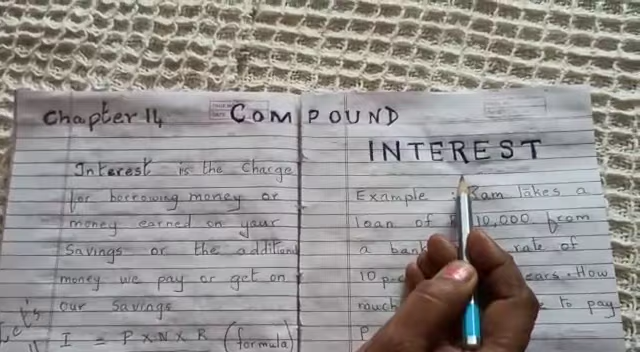 Chapter 14 COMPOUND
INTEREST
Interest is the charge
for borrowing money or
money earned on your
Savings or the additional
money we pay or get on
our Savings
I = P x N x R (formula)
Let's
Example Ram takes a
loan of 10,000 from
a bank rate of
10 How
much to pay